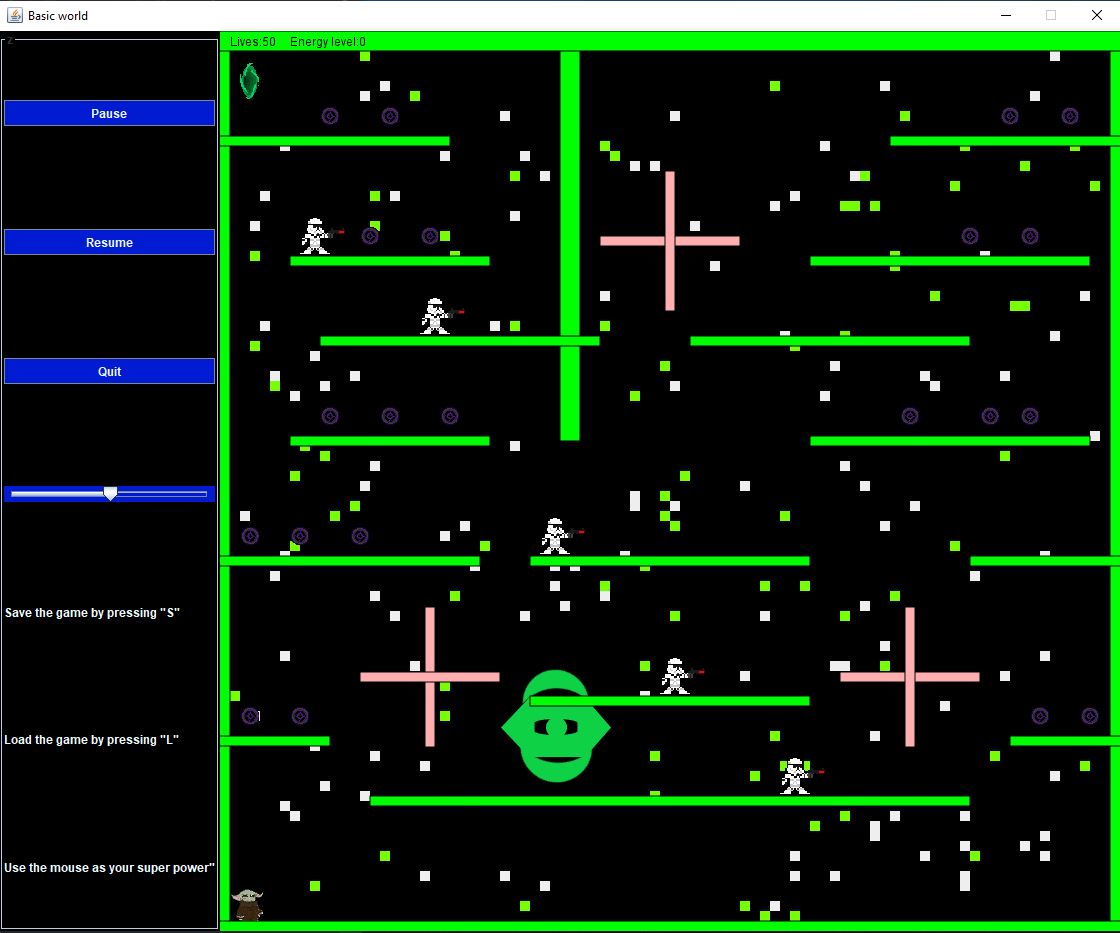 Basic world
Lives:50 Energy level:0
Pause
Resume
Quit
Save the game by pressing "S"
Load the game by pressing "L"
Use the mouse as your super power"